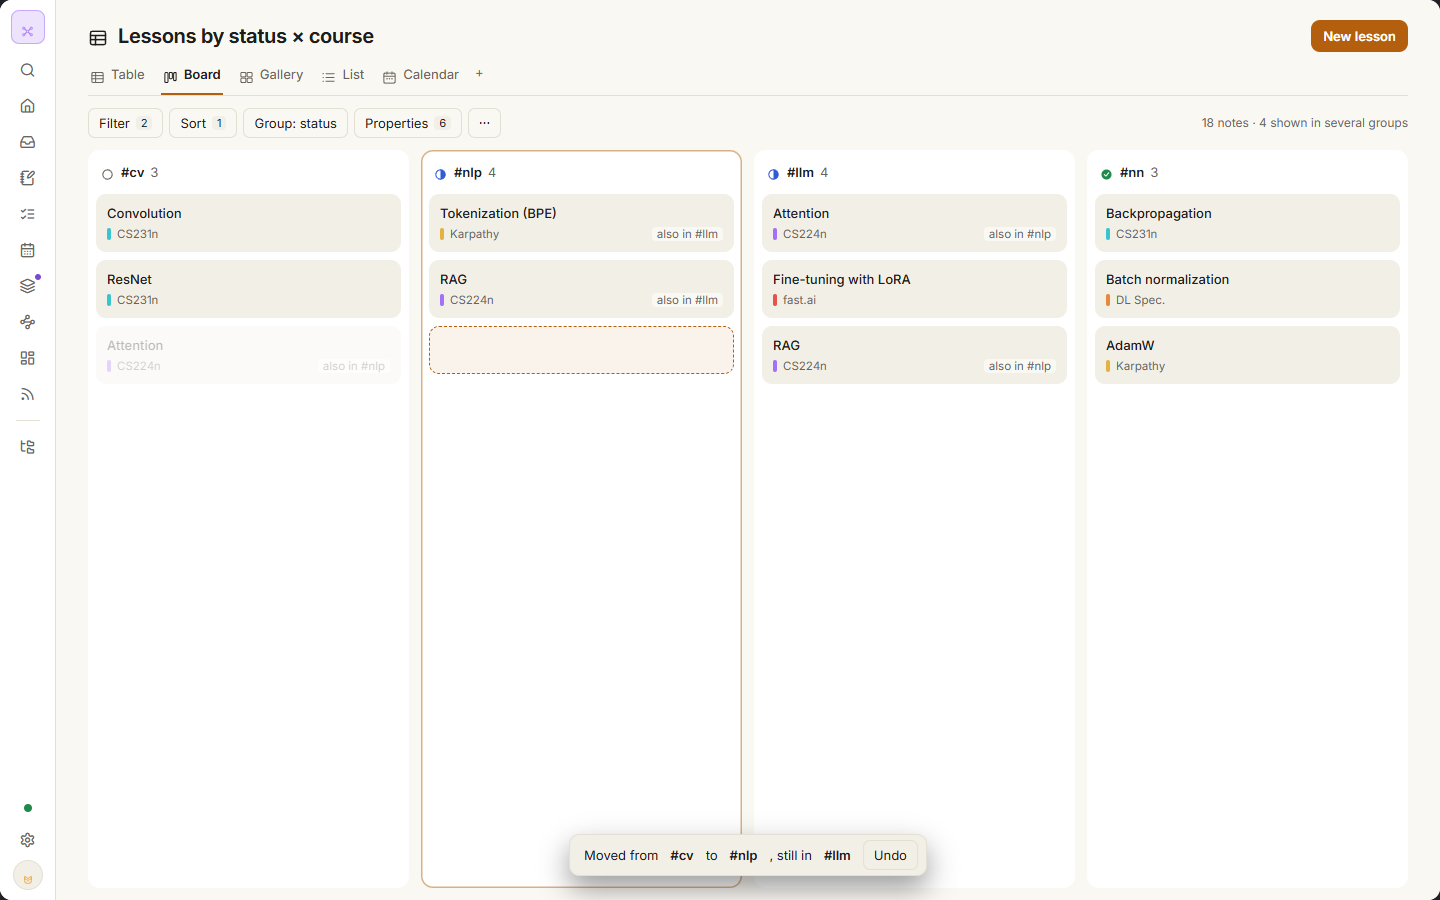 Lessons by status × course
New lesson
Table
Board
Gallery
List
Calendar
+
Filter 2
Sort 1
Group: status
Properties 6
···
18 notes · 4 shown in several groups
#cv 3
Convolution
CS231n
ResNet
CS231n
Attention
CS224n
also in #nlp
#nlp 4
Tokenization (BPE)
Karpathy
also in #llm
RAG
CS224n
also in #llm
#llm 4
Attention
CS224n
also in #nlp
Fine-tuning with LoRA
fast.ai
RAG
CS224n
also in #nlp
#nn 3
Backpropagation
CS231n
Batch normalization
DL Spec.
AdamW
Karpathy
Moved from #cv to #nlp , still in #llm
Undo